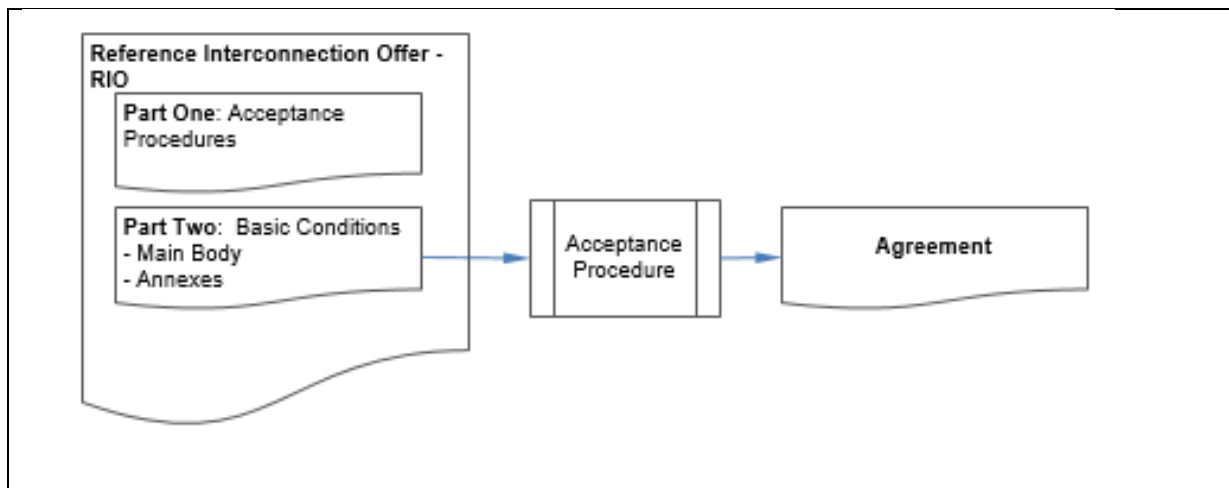 Reference Interconnection Offer -
RIO
Part One: Acceptance
Procedures
Part Two:  Basic Conditions
- Main Body
- Annexes
Acceptance
Procedure
Agreement